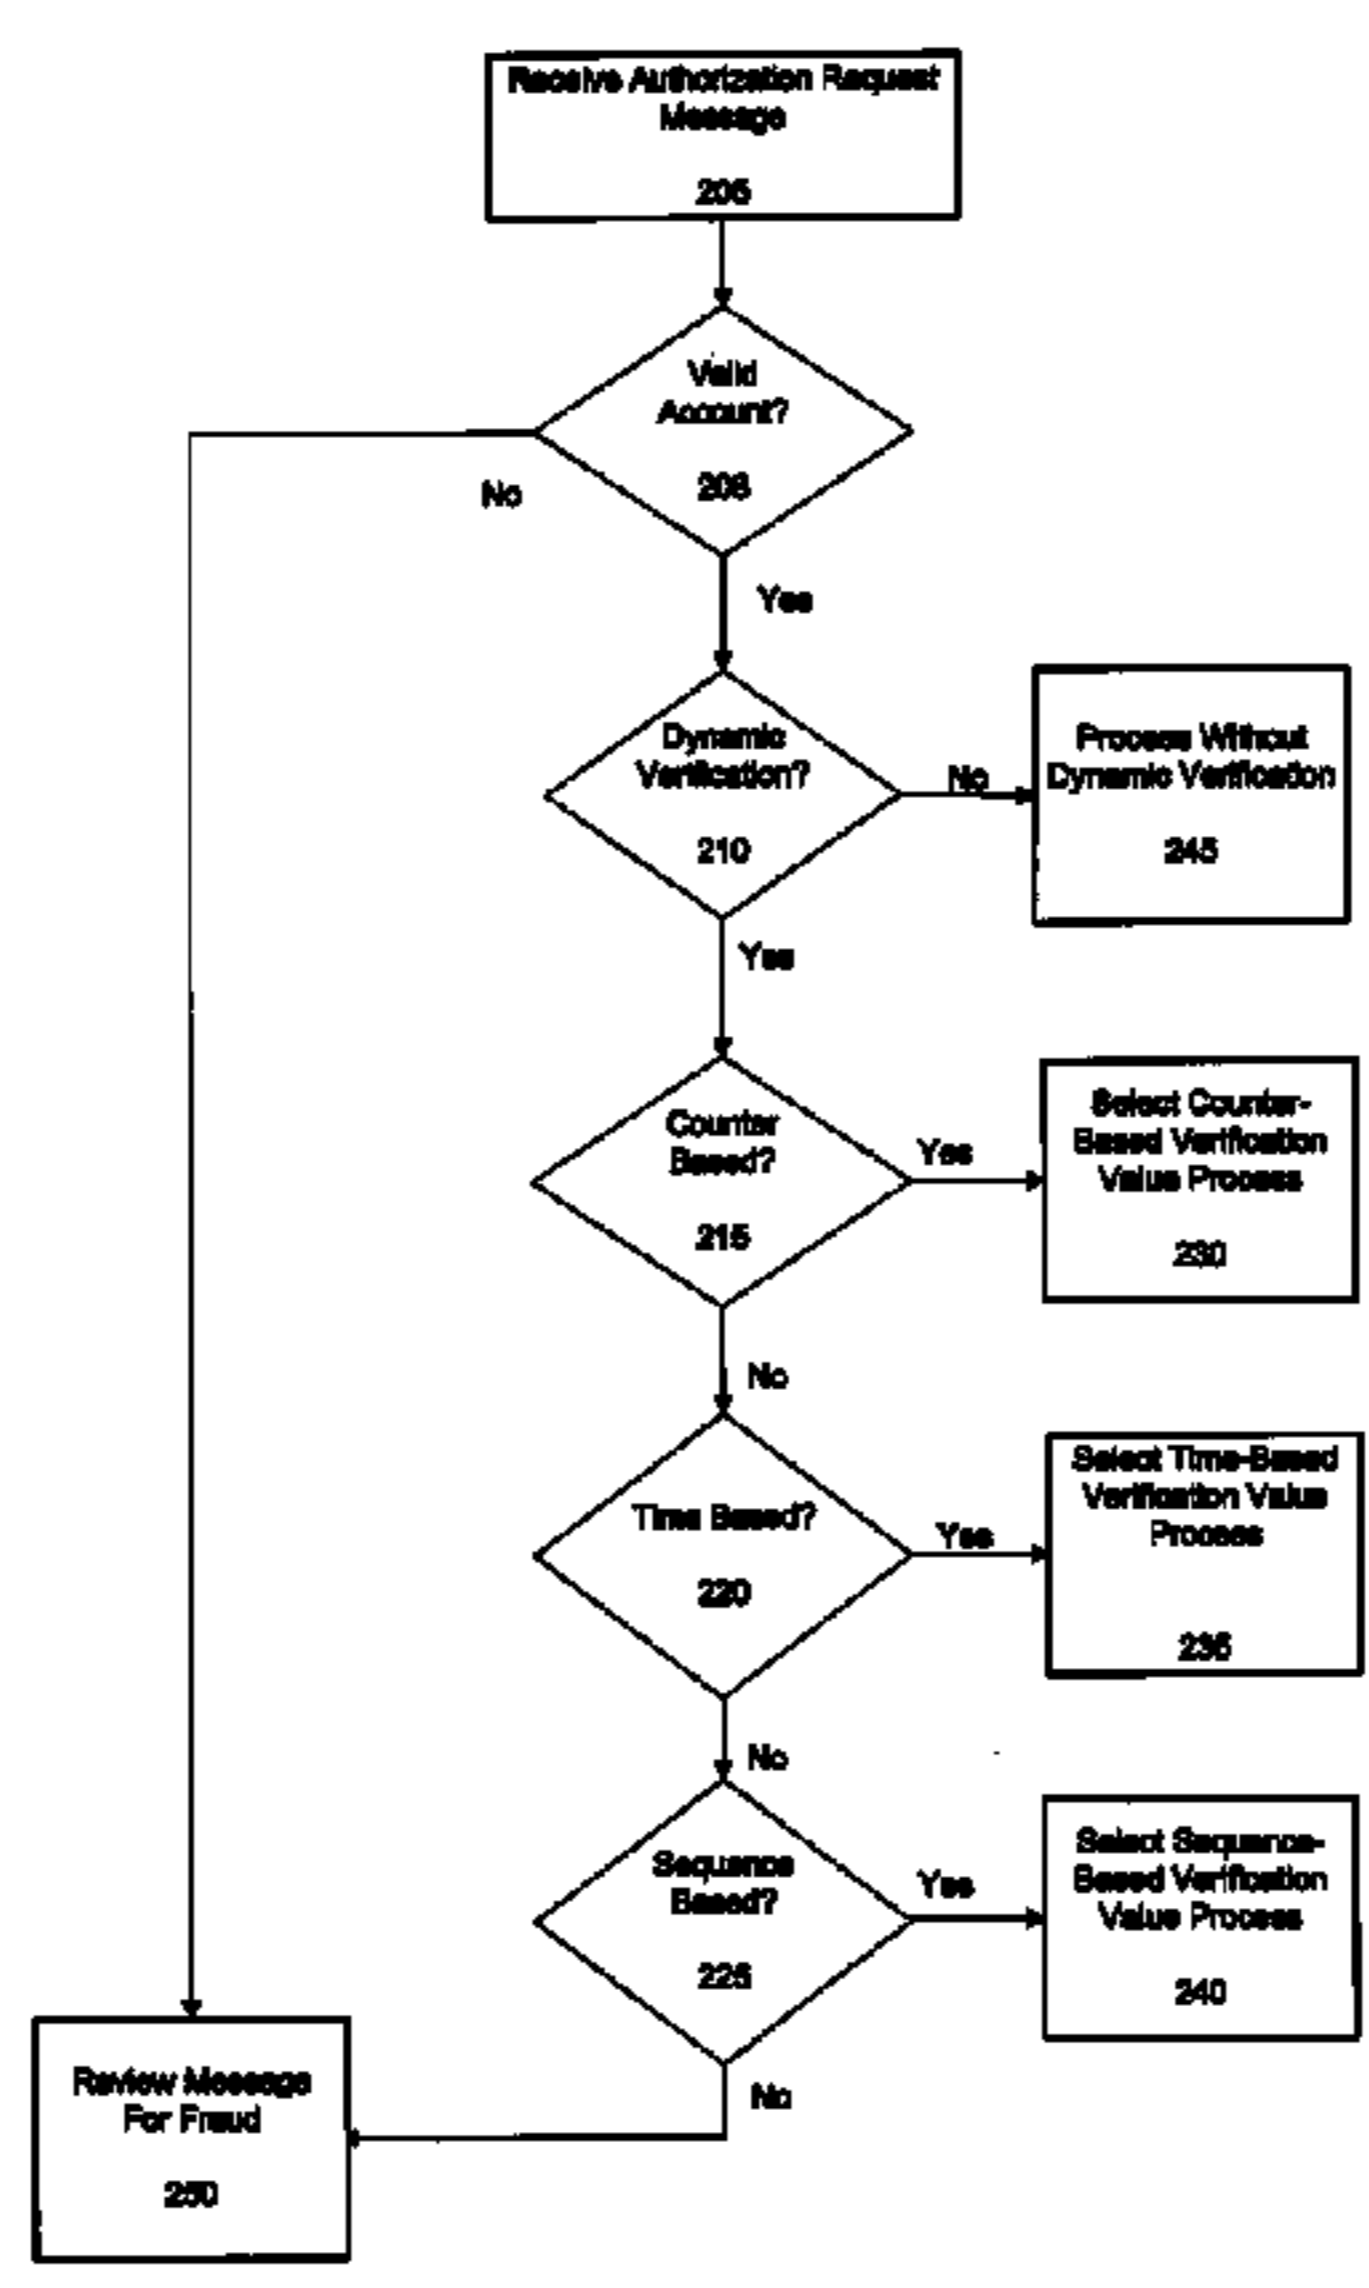 Receive Authorization Request
Message
205
Valid
Account?
208
No
Yes
Dynamic
Verification?
210
No
Process Without
Dynamic Verification
245
Yes
Counter
Based?
215
Yes
Select Counter-
Based Verification
Value Process
230
No
Time Based?
220
Yes
Select Time-Based
Verification Value
Process
235
No
Sequence
Based?
225
Yes
Select Sequence-
Based Verification
Value Process
240
No
Review Message
For Fraud
250